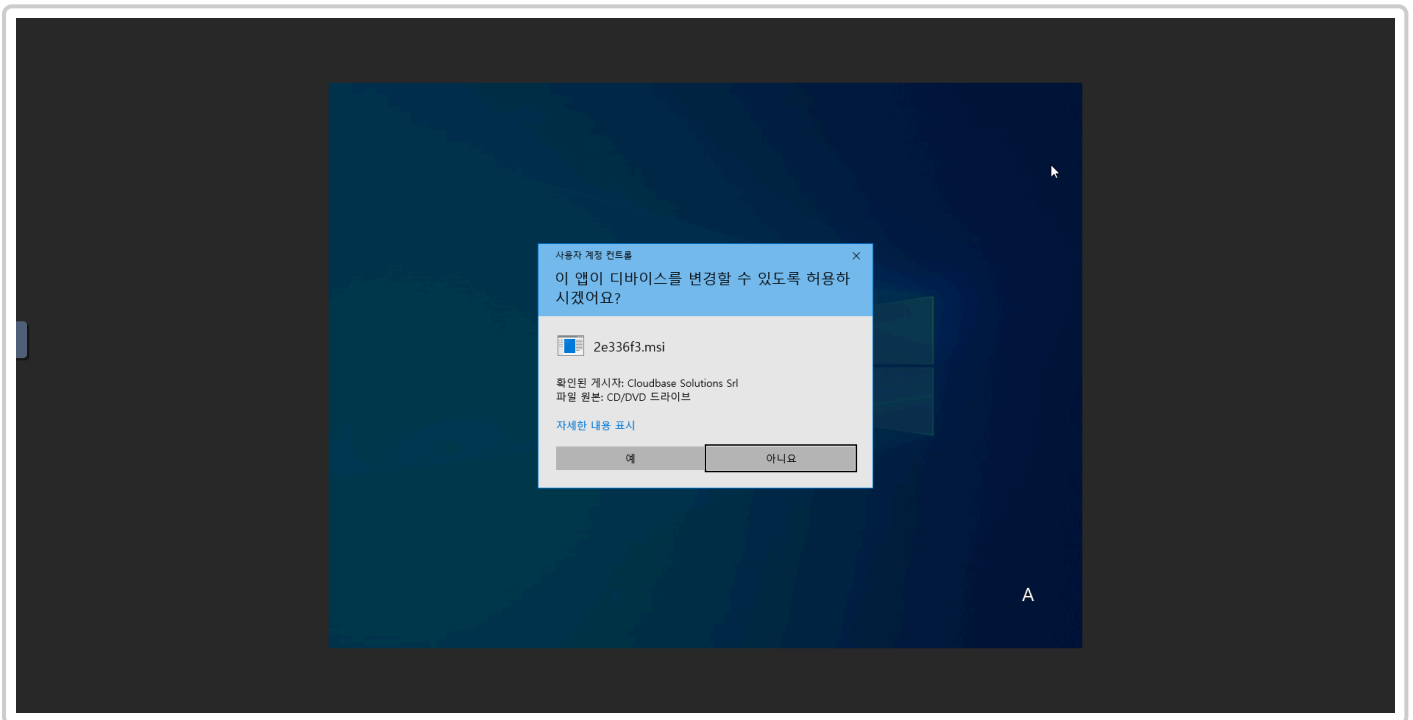 사용자 계정 컨트롤
이 앱이 디바이스를 변경할 수 있도록 허용하
시겠어요?
2e336f3.msi
확인된 게시자: Cloudbase Solutions Srl
파일 원본: CD/DVD 드라이브
자세한 내용 표시
예
아니요
A